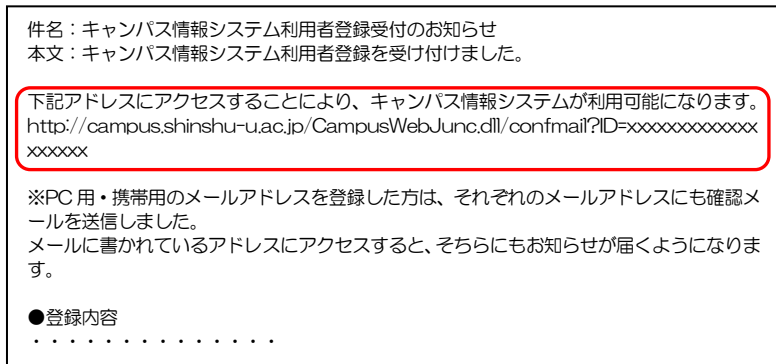 件名：キャンパス情報システム利用者登録受付のお知らせ
本文：キャンパス情報システム利用者登録を受け付けました。
下記アドレスにアクセスすることにより、キャンパス情報システムが利用可能になります。
http://campus.shinshu-u.ac.jp/CampusWebJunc.dll/confmail?ID=xxxxxxxxxxxxx
xxxxxx
※PC 用・携帯用のメールアドレスを登録した方は、それぞれのメールアドレスにも確認メ
ールを送信しました。
メールに書かれているアドレスにアクセスすると、そちらにもお知らせが届くようになりま
す。
●登録内容
・・・・・・・・・・・・・・